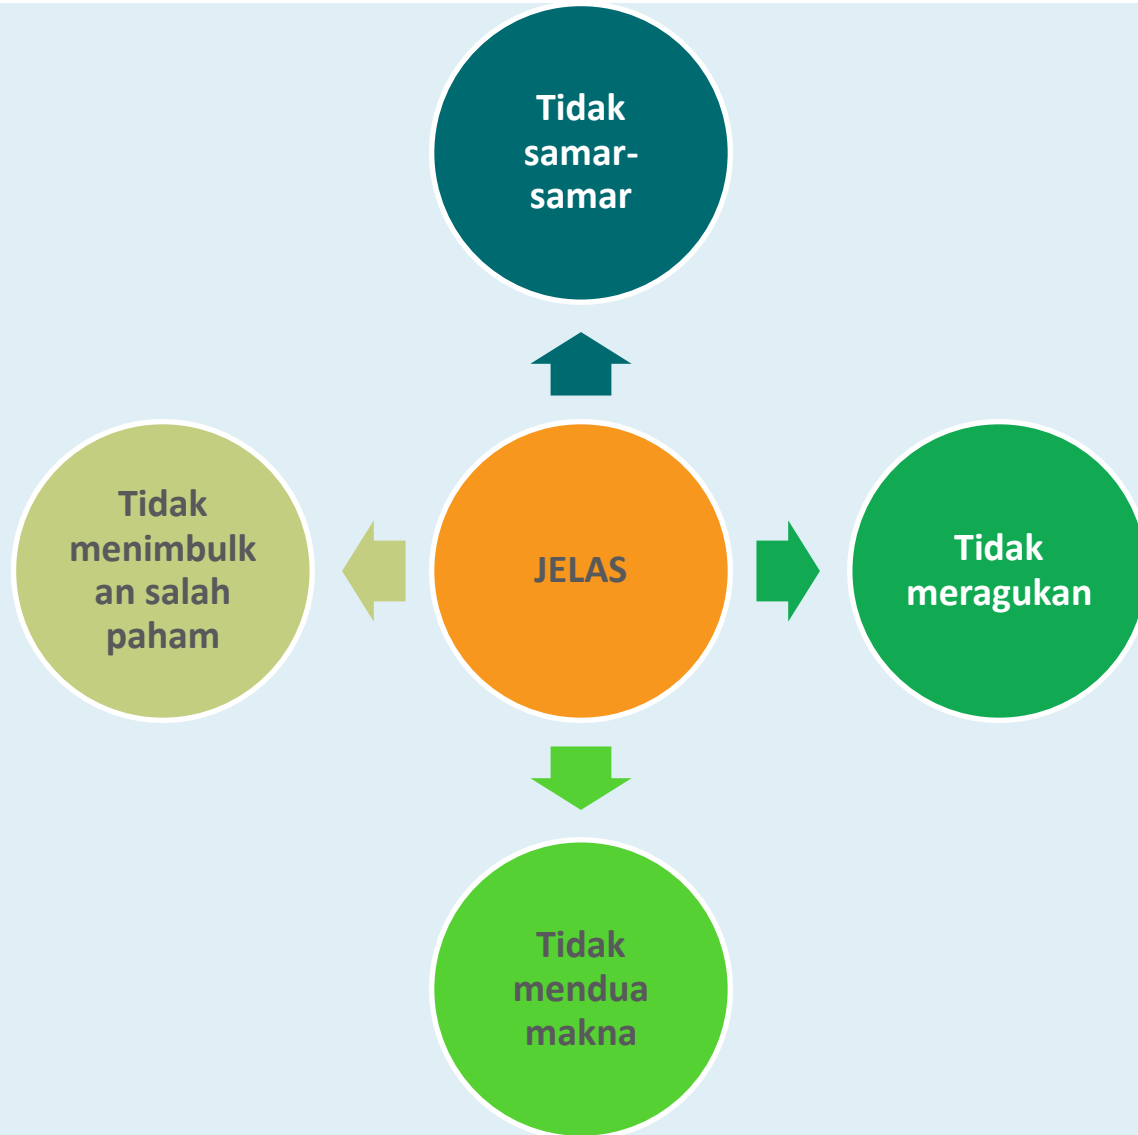 Tidak
samar-
samar
Tidak
menimbulk
an salah
paham
JELAS
Tidak
meragukan
Tidak
mendua
makna